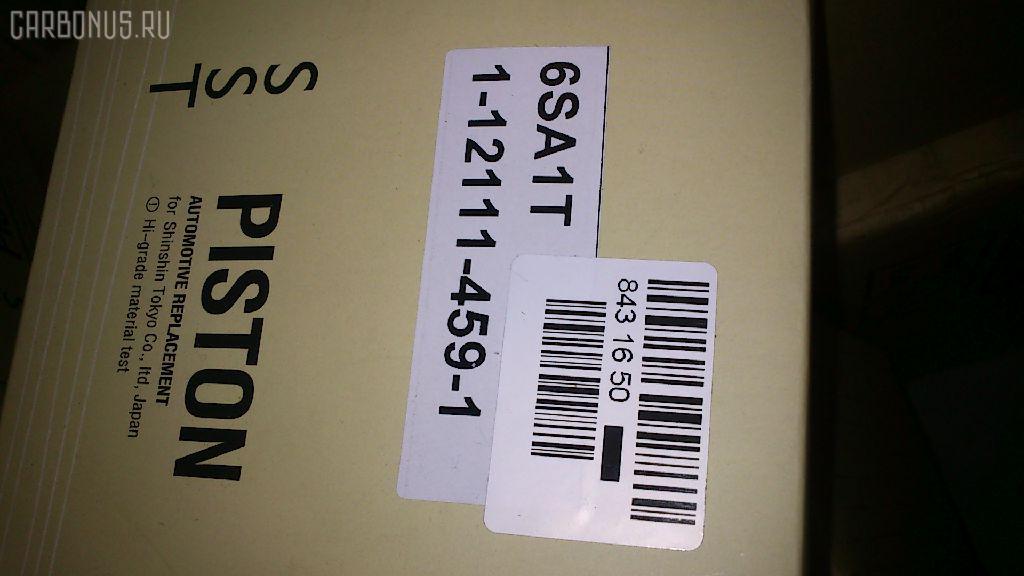 CARBONUS.RU
SST
PISTON
AUTOMOTIVE REPLACEMENT
for Shinshin Tokyo Co., ltd, Japan
① Hi-grade material test
6SA1T
1-12111-459-1
843 16 50